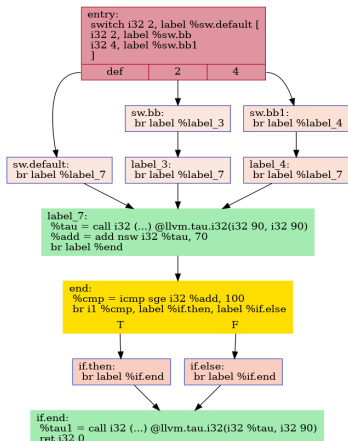 entry:
switch i32 2, label %sw.default [
i32 2, label %sw.bb
i32 4, label %sw.bb1
]
def 2 4
sw.bb:
br label %label_3
sw.bb1:
br label %label_4
sw.default:
br label %label_7
label_3:
br label %label_7
label_4:
br label %label_7
label_7:
%tau = call i32 (...) @llvm.tau.i32(i32 90, i32 90)
%add = add nsw i32 %tau, 70
br label %end
end:
%cmp = icmp sge i32 %add, 100
br i1 %cmp, label %if.then, label %if.else
T F
if.then:
br label %if.end
if.else:
br label %if.end
if.end:
%tau1 = call i32 (...) @llvm.tau.i32(i32 %tau, i32 90)
ret i32 0